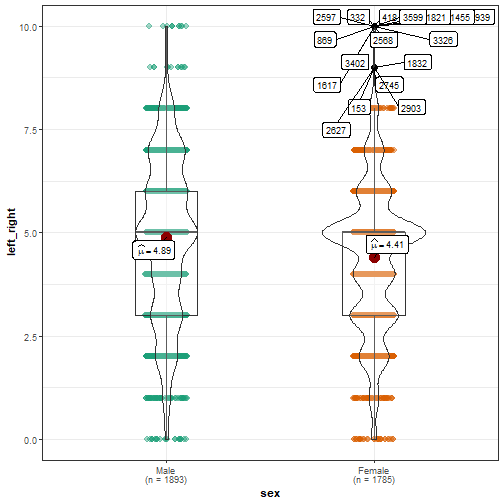 10.0
7.5
5.0
2.5
0.0
left_right
2597
332
418
3599
1821
1455
939
869
2568
3326
3402
1832
1617
2745
153
2903
2627
μ̂ = 4.89
μ̂ = 4.41
Male
(n = 1893)
Female
(n = 1785)
sex